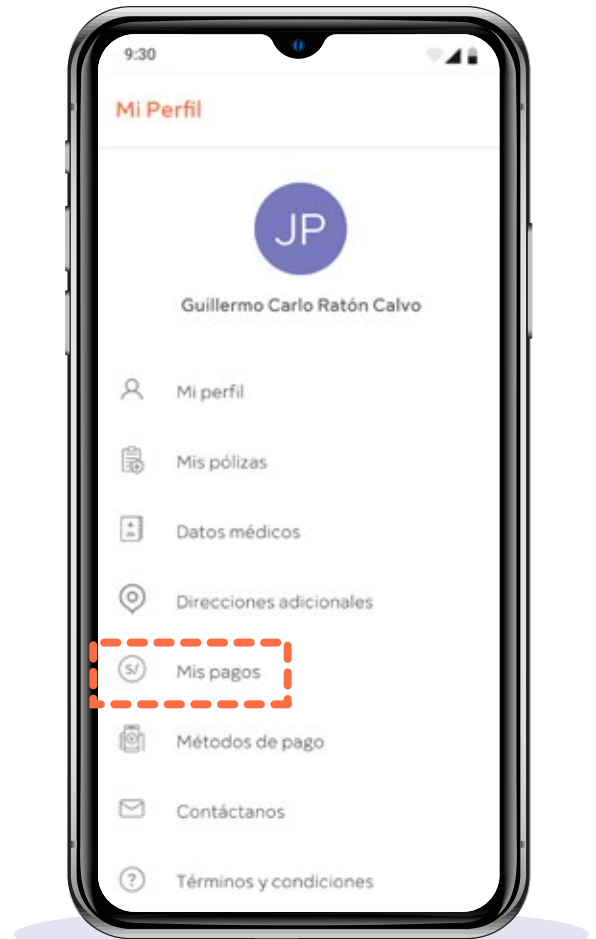 9:30
Mi Perfil
JP
Guillermo Carlo Ratón Calvo
Mi perfil
Mis pólizas
Datos médicos
Direcciones adicionales
S/ Mis pagos
Métodos de pago
Contáctanos
? Términos y condiciones